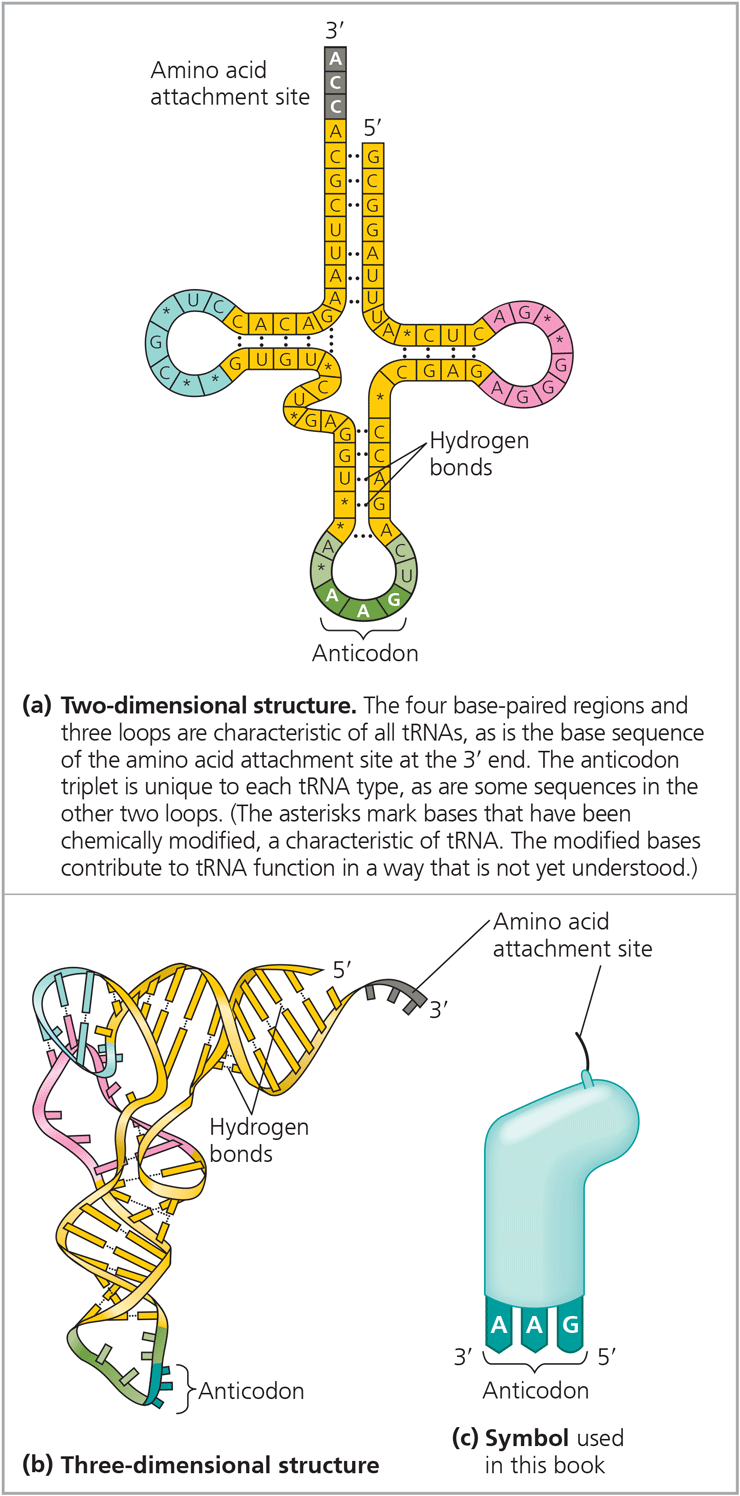 3′
Amino acid
attachment site
A
C
C
5′
A
C G
G C
C G
U G
U A
A U
A U
* U C C A C A G
U A * C U C A G * *
G
C * * G U G U *
C G A G A G G G
C
U
* G A
*
G C
G C
U A
* G
* A
A C
* U
A A G
Hydrogen
bonds
Anticodon
(a) Two-dimensional structure. The four base-paired regions and
three loops are characteristic of all tRNAs, as is the base sequence
of the amino acid attachment site at the 3′ end. The anticodon
triplet is unique to each tRNA type, as are some sequences in the
other two loops. (The asterisks mark bases that have been
chemically modified, a characteristic of tRNA. The modified bases
contribute to tRNA function in a way that is not yet understood.)
Amino acid
attachment site
5′
3′
Hydrogen
bonds
Anticodon
A A G
3′ 5′
Anticodon
(b) Three-dimensional structure
(c) Symbol used
in this book